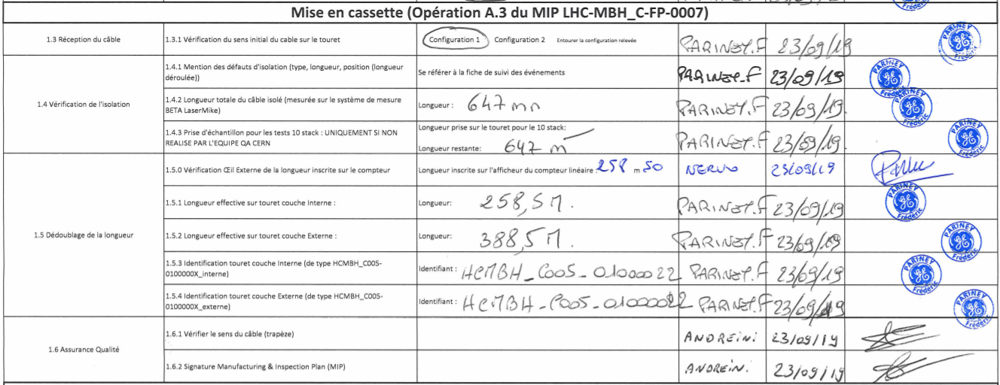 Mise en cassette (Opération A.3 du MIP LHC-MBH_C-FP-0007)
1.3 Réception du câble
1.3.1 Vérification du sens initial du cable sur le touret
Configuration 1 Configuration 2 Entourer la configuration relevée
PARINEY.F 23/09/19
PARINEY Frédéric
1.4 Vérification de l'isolation
1.4.1 Mention des défauts d'isolation (type, longueur, position (longueur
déroulée))
Se référer à la fiche de suivi des événements
PARINEY.F 23/09/19
PARINEY Frédéric
1.4.2 Longueur totale du câble isolé (mesurée sur le système de mesure
BETA LaserMike)
Longueur : 647 m
PARINEY.F 23/09/19.
PARINEY Frédéric
1.4.3 Prise d'échantillon pour les tests 10 stack : UNIQUEMENT SI NON
REALISE PAR L'EQUIPE QA CERN
Longueur prise sur le touret pour le 10 stack:
Longueur restante: 647 m
PARINEY.F 23/09/19.
PARINEY Frédéric
1.5 Dédoublage de la longueur
1.5.0 Vérification Œil Externe de la longueur inscrite sur le compteur
Longueur inscrite sur l'afficheur du compteur linéaire : 258 m 50
23/09/19
1.5.1 Longueur effective sur touret couche Interne :
Longueur: 258,5 M.
PARINEY.F 23/09/19
PARINEY Frédéric
1.5.2 Longueur effective sur touret couche Externe :
Longueur: 388,5 M.
PARINEY.F 23/09/19
PARINEY Frédéric
1.5.3 Identification touret couche Interne (de type HCMBH_C005-
0100000X_interne)
Identifiant : HCMBH_C005_01000022
PARINEY.F 23/09/19
PARINEY Frédéric
1.5.4 Identification touret couche Externe (de type HCMBH_C005-
0100000X_externe)
Identifiant : HCMBH_C005_01000022
PARINEY.F 23/09/19
PARINEY Frédéric
1.6 Assurance Qualité
1.6.1 Vérifier le sens du câble (trapèze)
ANDREINI 23/09/19
1.6.2 Signature Manufacturing & Inspection Plan (MIP)
ANDREINI 23/09/19